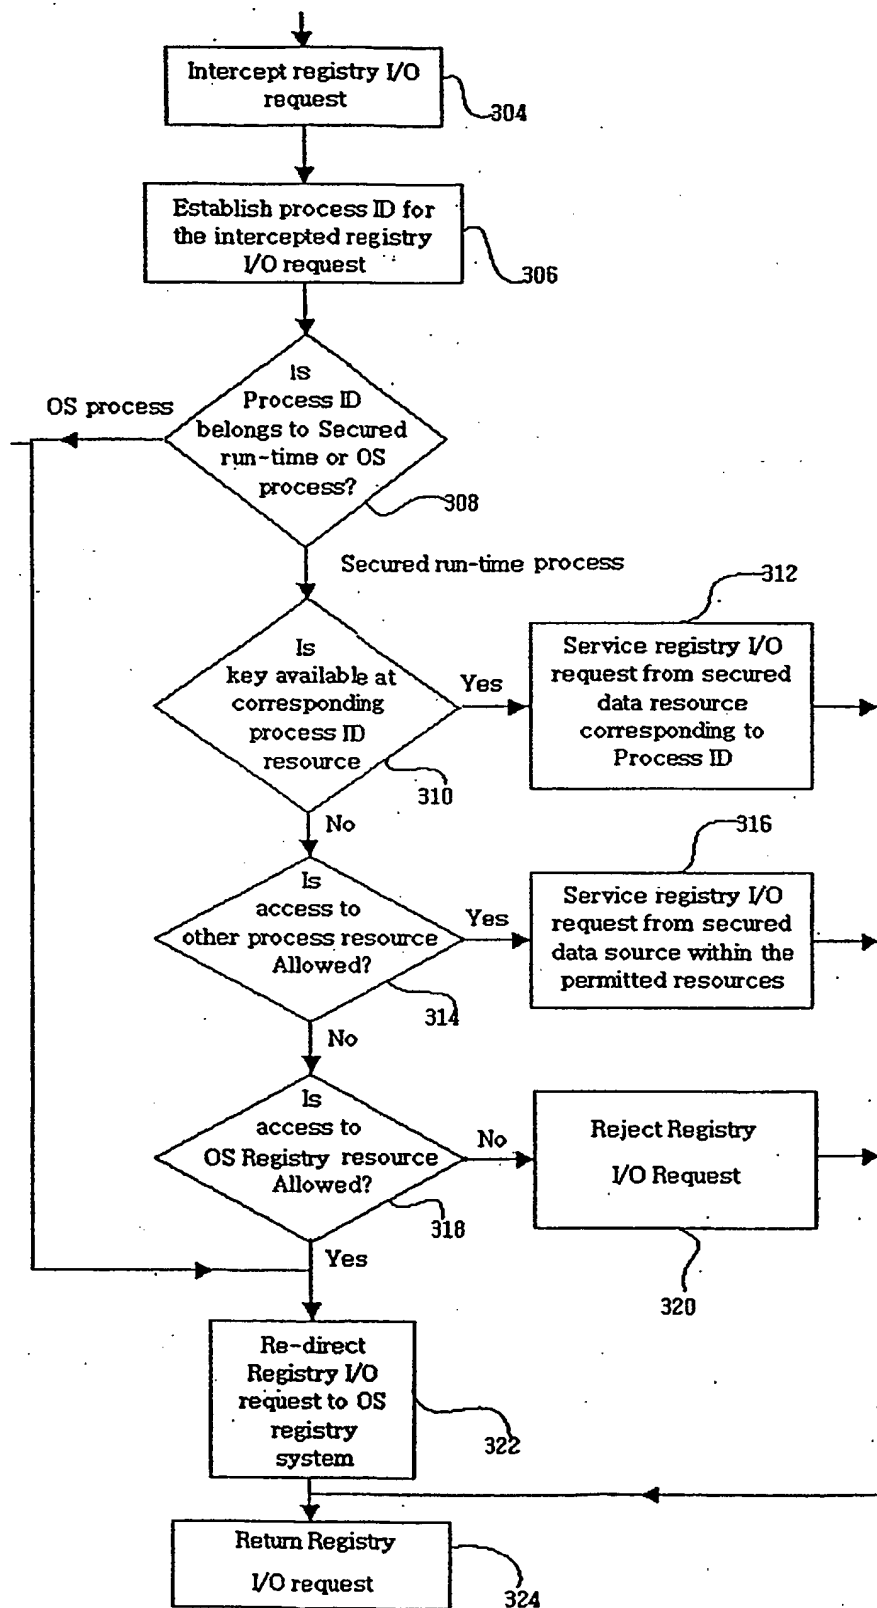 Intercept registry I/O
request
304
Establish process ID for
the intercepted registry
I/O request
306
Is
Process ID
belongs to Secured
run-time or OS
process?
OS process
308
Secured run-time process
312
Is
key available at
corresponding
process ID
resource
Yes
Service registry I/O
request from secured
data resource
corresponding to
Process ID
310
No
316
Is
access to
other process resource
Allowed?
Yes
Service registry I/O
request from secured
data source within the
permitted resources
314
No
Is
access to
OS Registry resource
Allowed?
No
Reject Registry
I/O Request
318
Yes
320
Re-direct
Registry I/O
request to OS
registry
system
322
Return Registry
I/O request
324